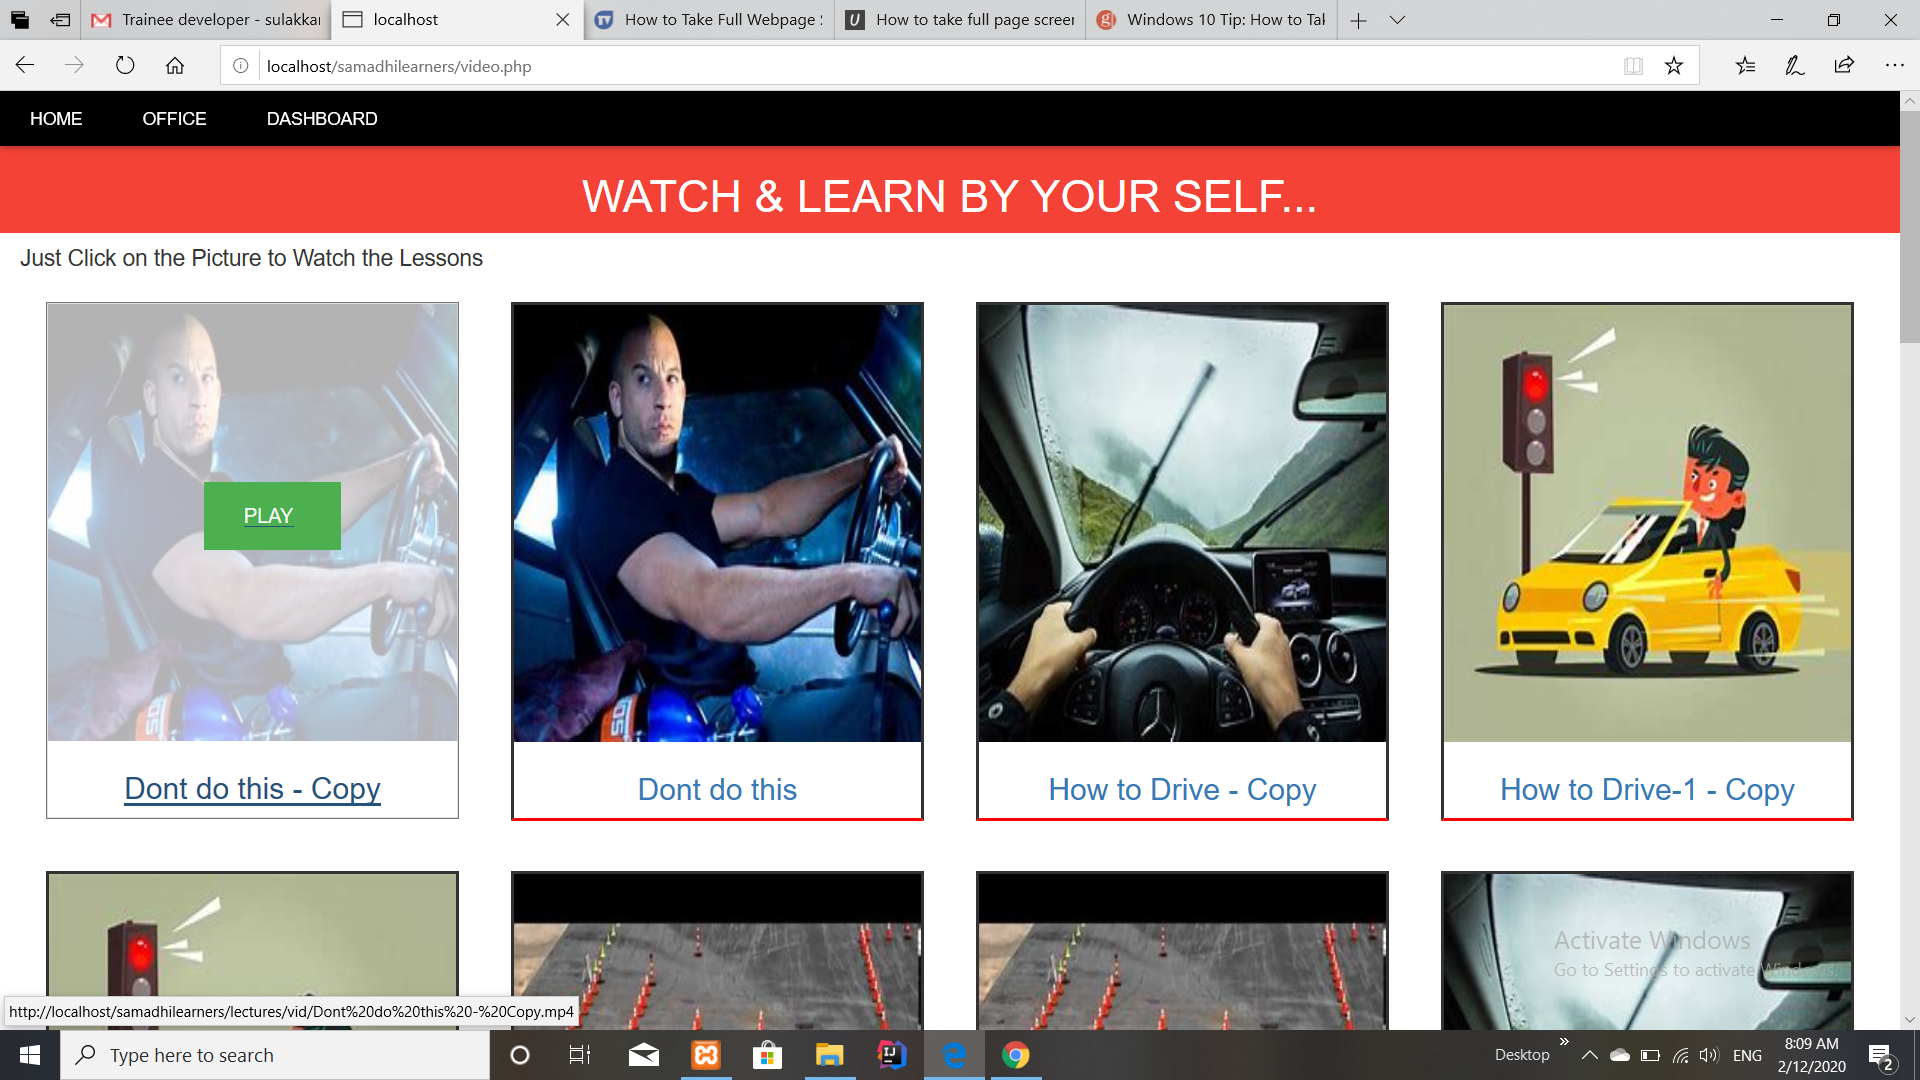 Trainee developer - sulakkar
localhost
How to Take Full Webpage
How to take full page screen
Windows 10 Tip: How to Tak
localhost/samadhilearners/video.php
HOME OFFICE DASHBOARD
WATCH & LEARN BY YOUR SELF...
Just Click on the Picture to Watch the Lessons
PLAY
Dont do this - Copy
Dont do this
How to Drive - Copy
How to Drive-1 - Copy
Activate Windows
Go to Settings to activate Windows.
http://localhost/samadhilearners/lectures/vid/Dont%20do%20this%20-%20Copy.mp4
Type here to search
Desktop
ENG
8:09 AM
2/12/2020
2